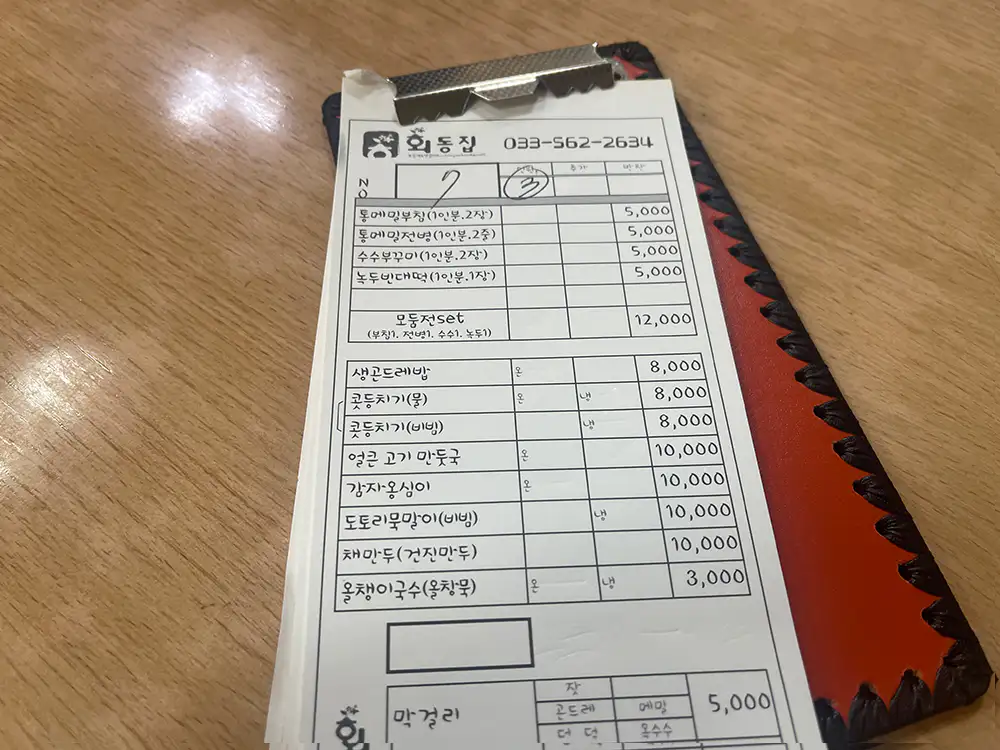 회동집 033-562-2634
NO 7 인원 ③ 추가 반장
통메밀부침(1인분.2장) 5,000
통메밀전병(1인분.2줄) 5,000
수수부꾸미(1인분.2장) 5,000
녹두빈대떡(1인분.1장) 5,000
모둠전set 12,000
(부침1. 전병1. 수수1. 녹두1)
생곤드레밥 온 8,000
콧등치기(물) 온 냉 8,000
콧등치기(비빔) 냉 8,000
얼큰 고기 만둣국 온 10,000
감자옹심이 온 10,000
도토리묵말이(비빔) 냉 10,000
채만두(건진만두) 10,000
올챙이국수(올창묵) 온 냉 3,000
잣
막걸리 곤드레 메밀 5,000
더덕 옥수수
회